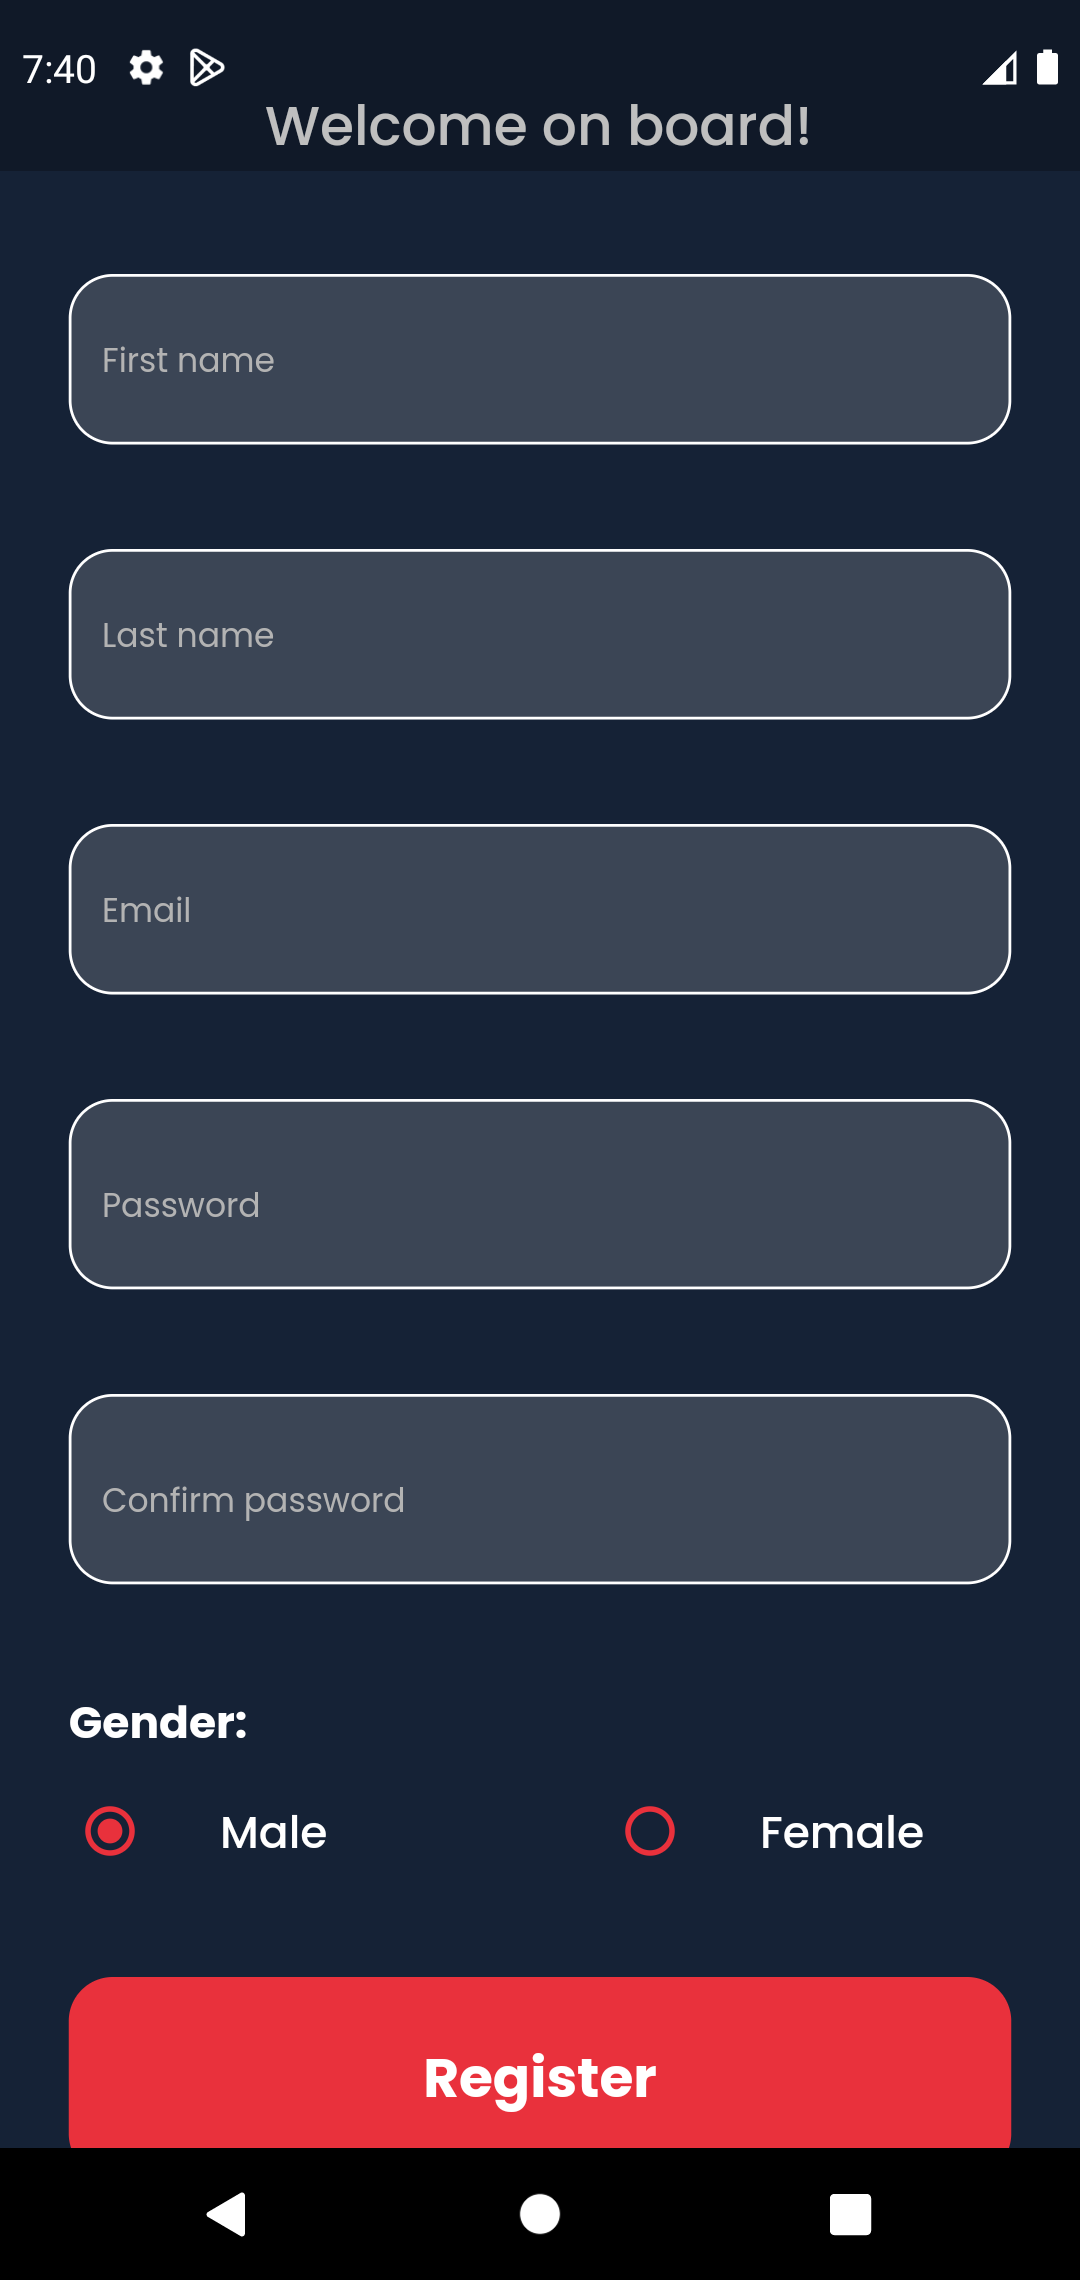 7:40
Welcome on board!
First name
Last name
Email
Password
Confirm password
Gender:
Male
Female
Register